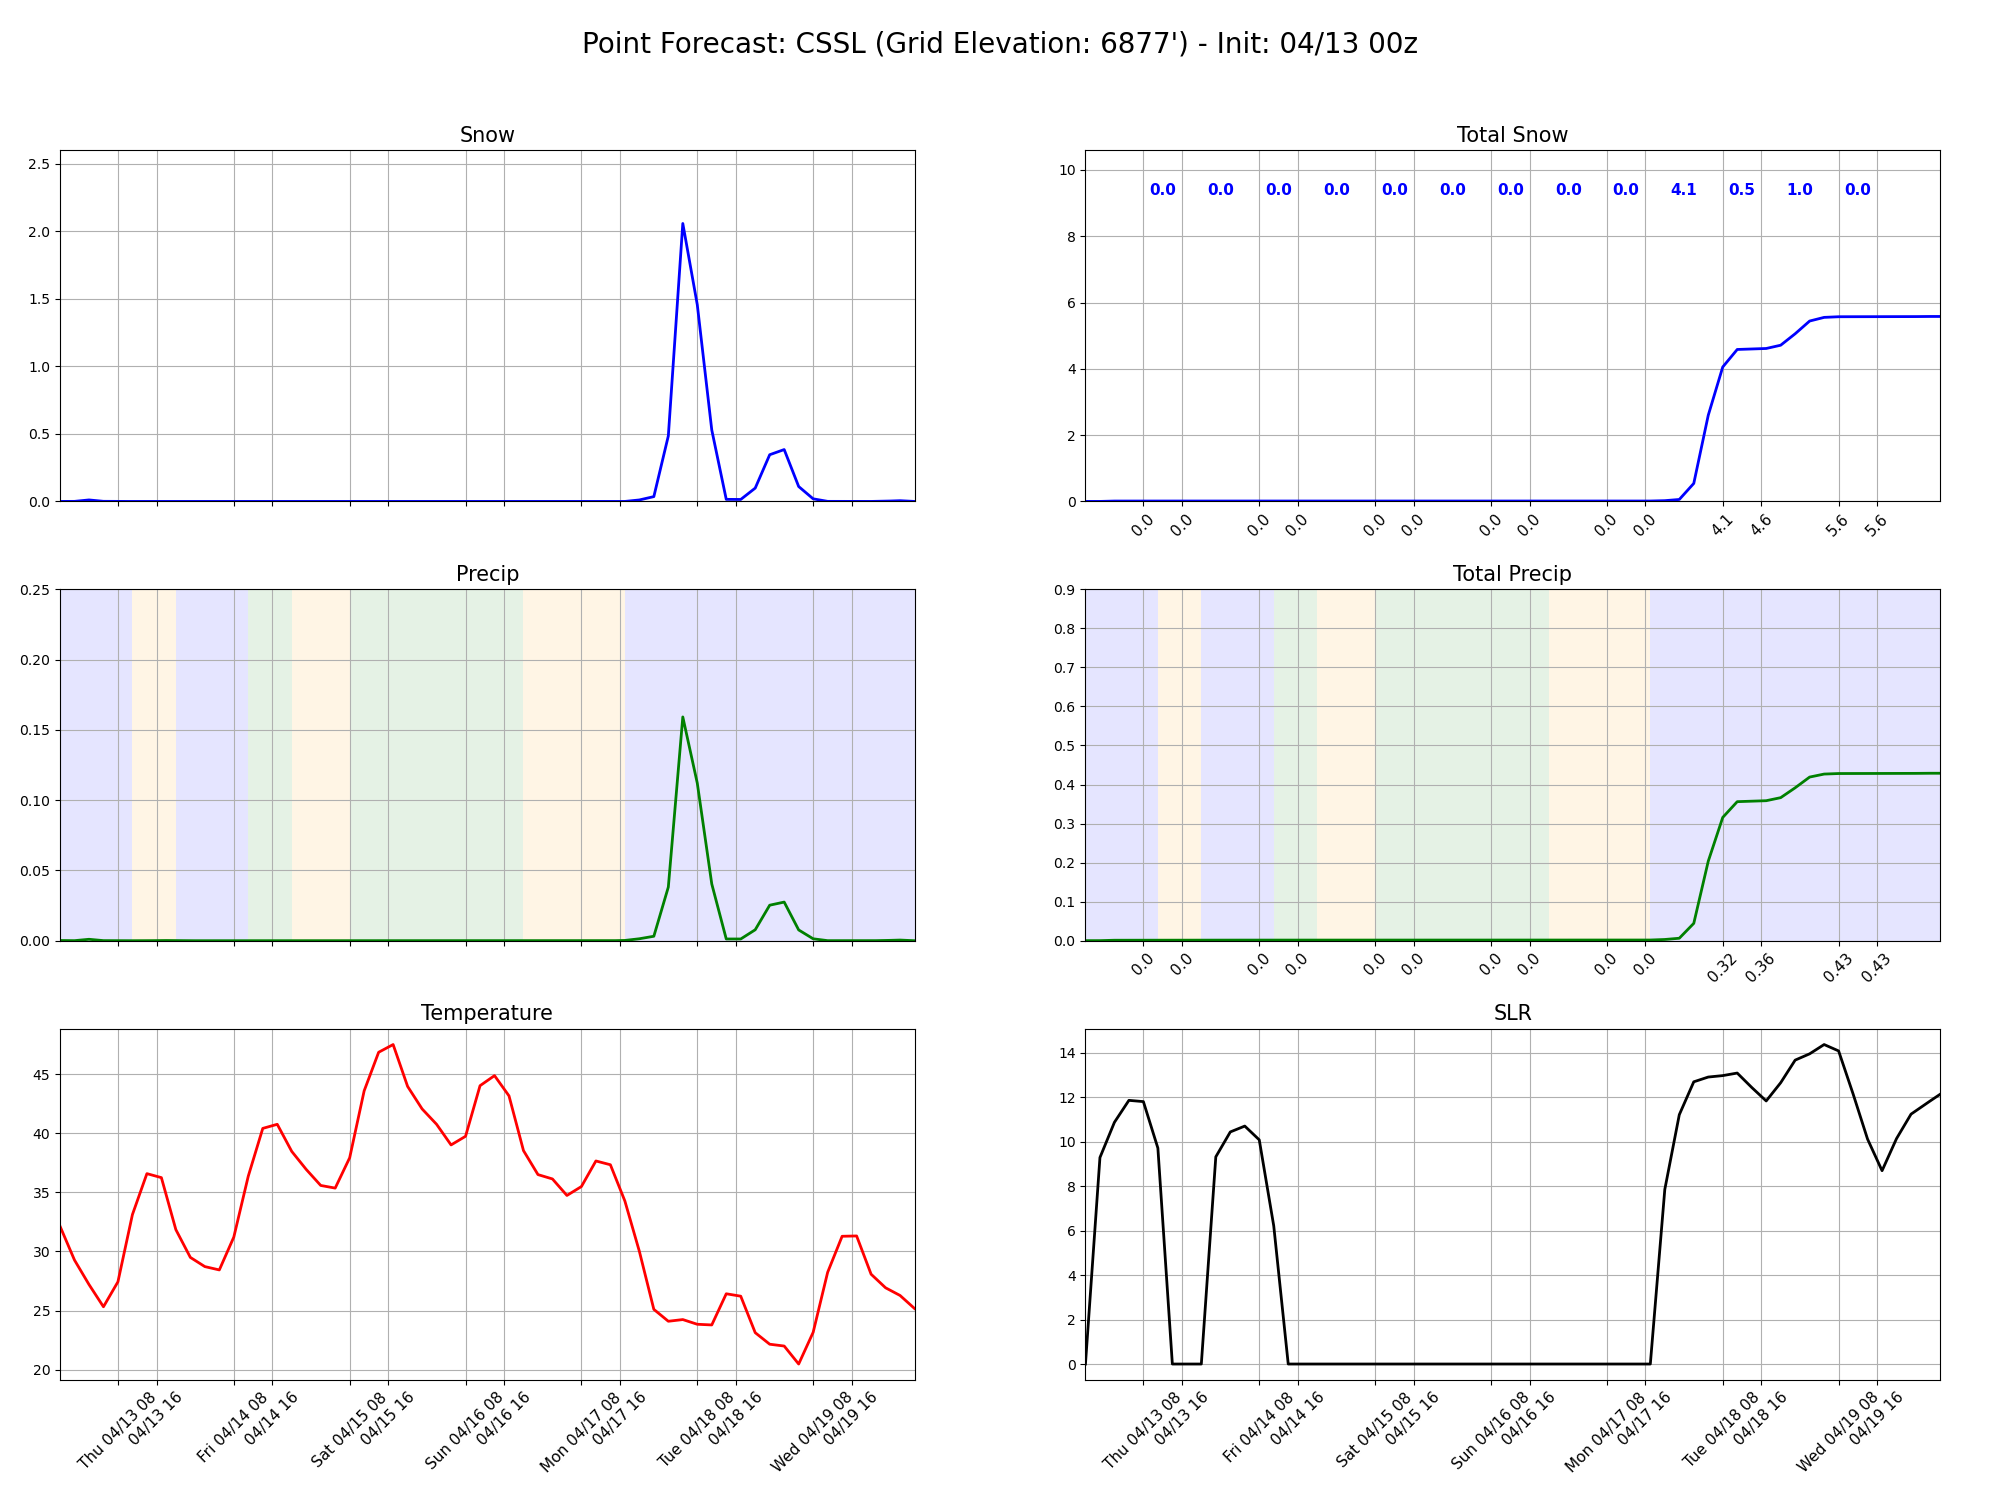 Point Forecast: CSSL (Grid Elevation: 6877') - Init: 04/13 00z
Snow
2.5
2.0
1.5
1.0
0.5
0.0
Total Snow
10
8
6
4
2
0
0.0 0.0 0.0 0.0 0.0 0.0 0.0 0.0 0.0 4.1 0.5 1.0 0.0
0.0 0.0 0.0 0.0 0.0 0.0 0.0 0.0 0.0 0.0 4.1 4.6 5.6 5.6
Precip
0.25
0.20
0.15
0.10
0.05
0.00
Total Precip
0.9
0.8
0.7
0.6
0.5
0.4
0.3
0.2
0.1
0.0
0.0 0.0 0.0 0.0 0.0 0.0 0.0 0.0 0.0 0.0 0.32 0.36 0.43 0.43
Temperature
45
40
35
30
25
20
Thu 04/13 08
04/13 16
Fri 04/14 08
04/14 16
Sat 04/15 08
04/15 16
Sun 04/16 08
04/16 16
Mon 04/17 08
04/17 16
Tue 04/18 08
04/18 16
Wed 04/19 08
04/19 16
SLR
14
12
10
8
6
4
2
0
Thu 04/13 08
04/13 16
Fri 04/14 08
04/14 16
Sat 04/15 08
04/15 16
Sun 04/16 08
04/16 16
Mon 04/17 08
04/17 16
Tue 04/18 08
04/18 16
Wed 04/19 08
04/19 16